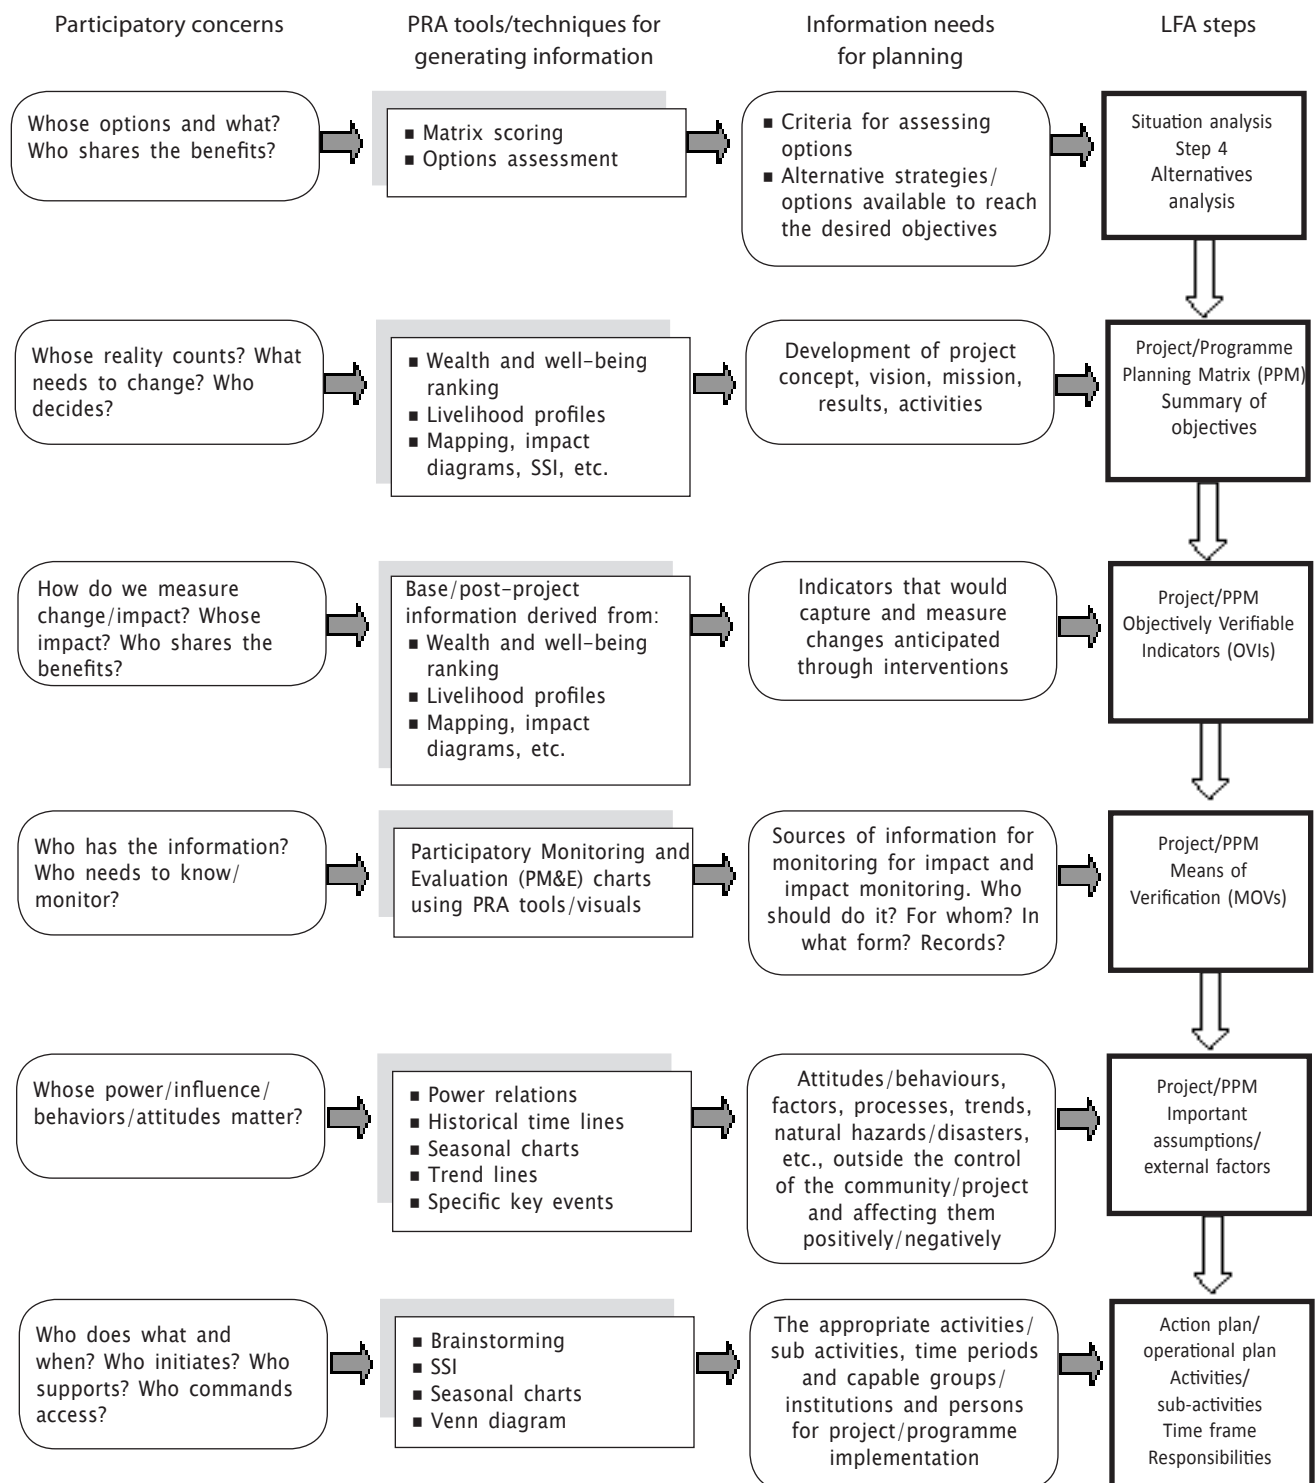 Participatory concerns
PRA tools/techniques for
generating information
Information needs
for planning
LFA steps
Whose options and what?
Who shares the benefits?
▪ Matrix scoring
▪ Options assessment
▪ Criteria for assessing
options
▪ Alternative strategies/
options available to reach
the desired objectives
Situation analysis
Step 4
Alternatives
analysis
Whose reality counts? What
needs to change? Who
decides?
▪ Wealth and well-being
ranking
▪ Livelihood profiles
▪ Mapping, impact
diagrams, SSI, etc.
Development of project
concept, vision, mission,
results, activities
Project/Programme
Planning Matrix (PPM)
Summary of
objectives
How do we measure
change/impact? Whose
impact? Who shares the
benefits?
Base/post-project
information derived from:
▪ Wealth and well-being
ranking
▪ Livelihood profiles
▪ Mapping, impact
diagrams, etc.
Indicators that would
capture and measure
changes anticipated
through interventions
Project/PPM
Objectively Verifiable
Indicators (OVIs)
Who has the information?
Who needs to know/
monitor?
Participatory Monitoring and
Evaluation (PM&E) charts
using PRA tools/visuals
Sources of information for
monitoring for impact and
impact monitoring. Who
should do it? For whom? In
what form? Records?
Project/PPM
Means of
Verification (MOVs)
Whose power/influence/
behaviors/attitudes matter?
▪ Power relations
▪ Historical time lines
▪ Seasonal charts
▪ Trend lines
▪ Specific key events
Attitudes/behaviours,
factors, processes, trends,
natural hazards/disasters,
etc., outside the control
of the community/project
and affecting them
positively/negatively
Project/PPM
Important
assumptions/
external factors
Who does what and
when? Who initiates? Who
supports? Who commands
access?
▪ Brainstorming
▪ SSI
▪ Seasonal charts
▪ Venn diagram
The appropriate activities/
sub activities, time periods
and capable groups/
institutions and persons
for project/programme
implementation
Action plan/
operational plan
Activities/
sub-activities
Time frame
Responsibilities